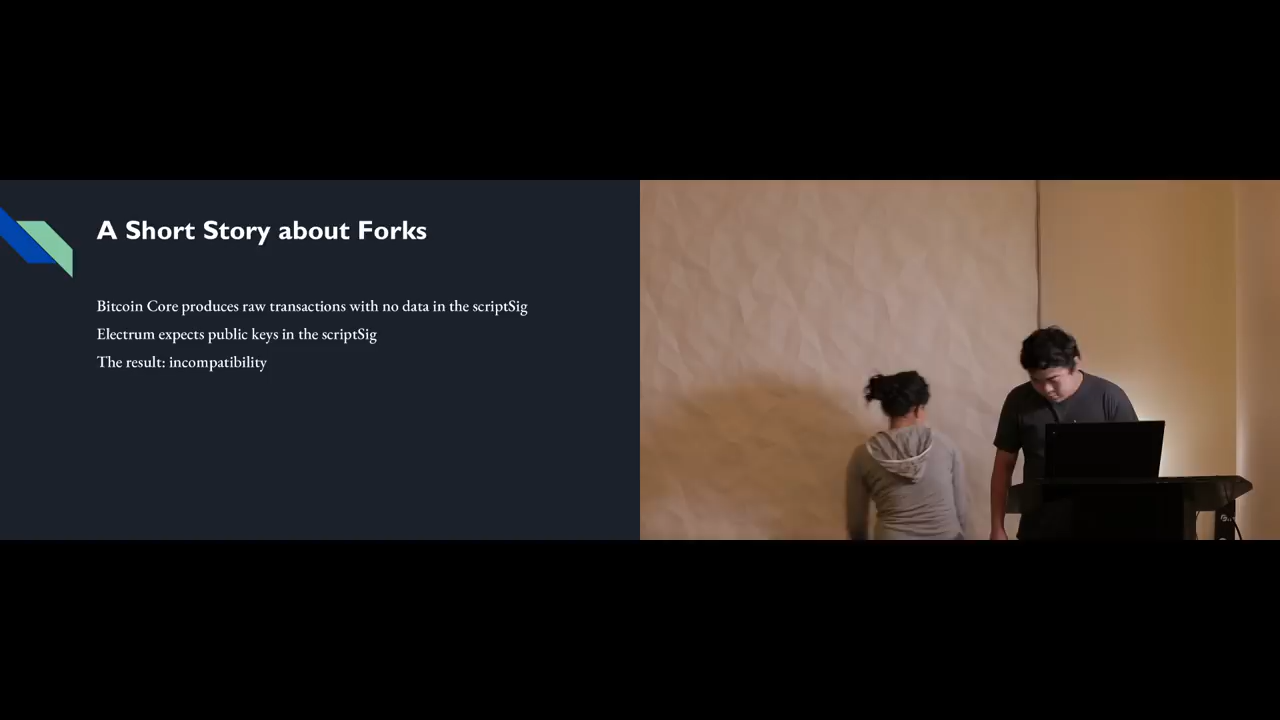 A Short Story about Forks
Bitcoin Core produces raw transactions with no data in the scriptSig
Electrum expects public keys in the scriptSig
The result: incompatibility